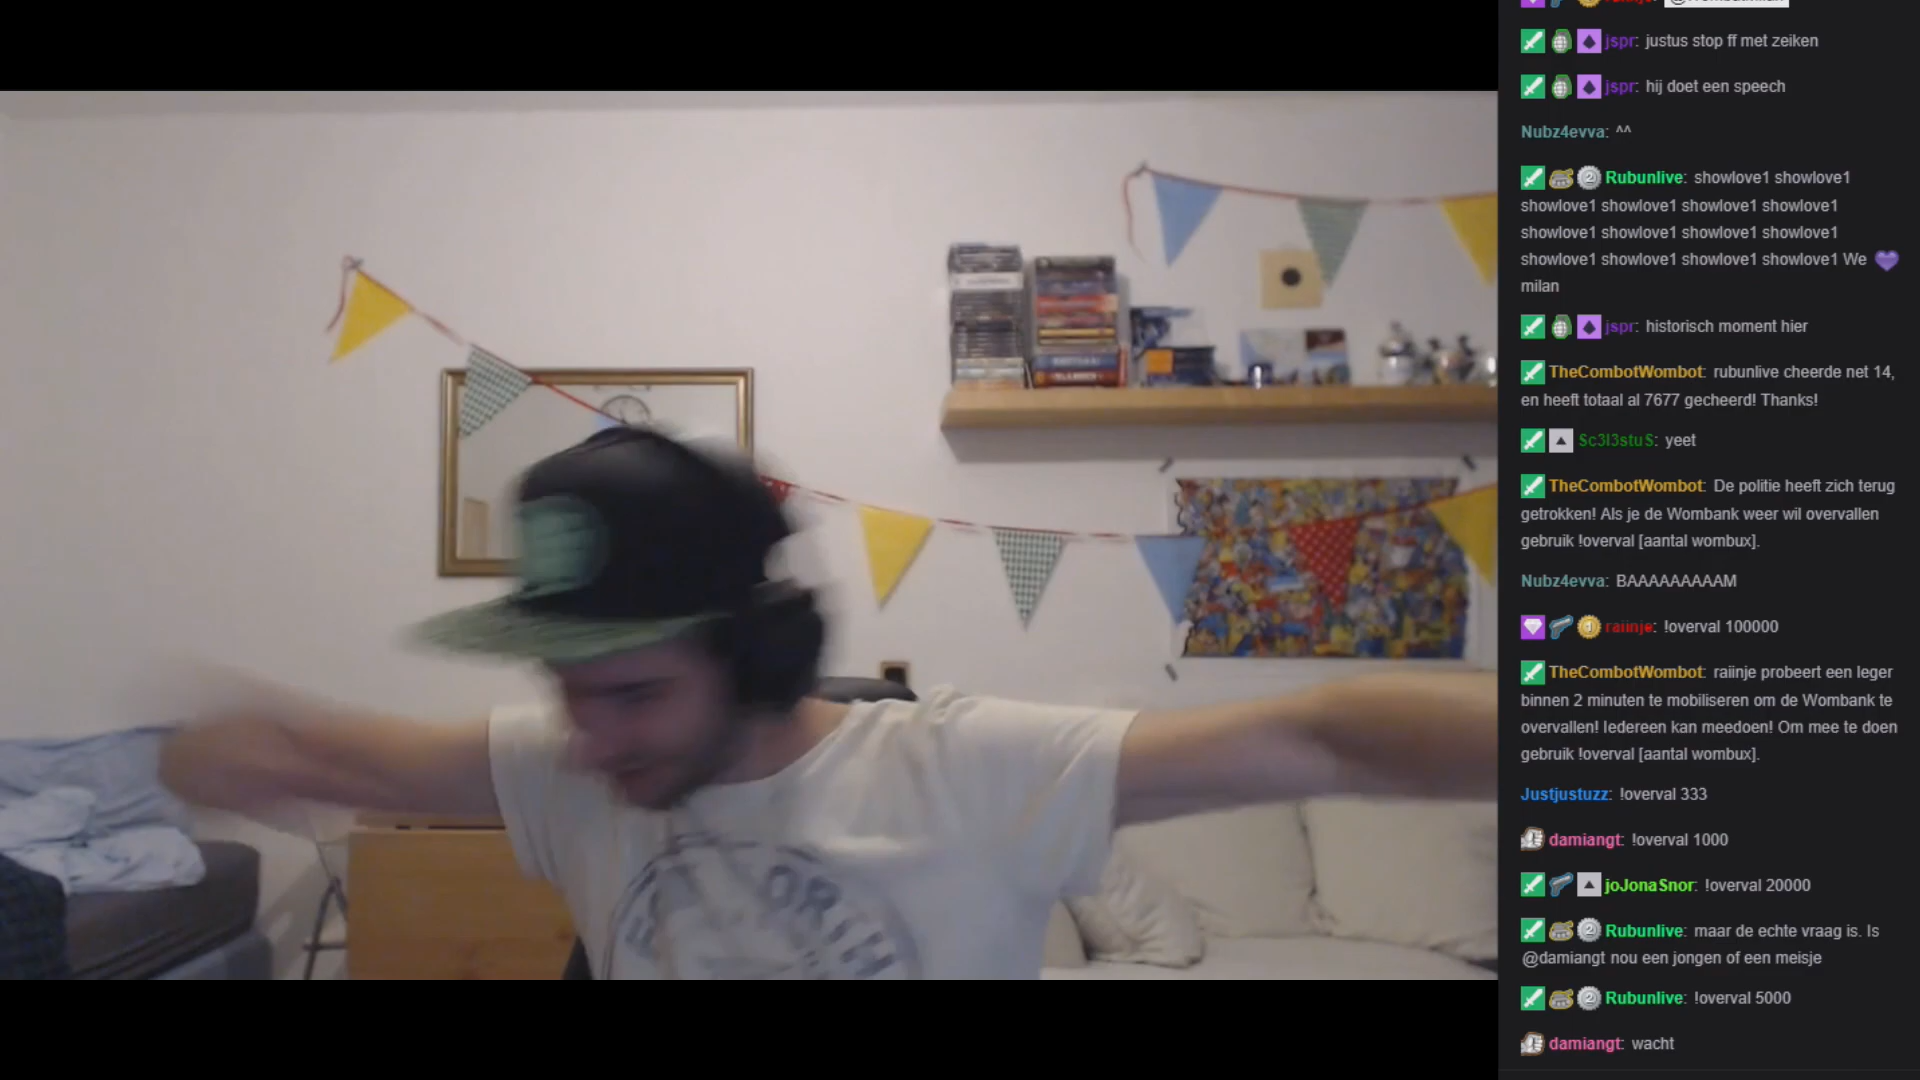 jspr: justus stop ff met zeiken
jspr: hij doet een speech
Nubz4evva: ^^
Rubunlive: showlove1 showlove1
showlove1 showlove1 showlove1 showlove1
showlove1 showlove1 showlove1 showlove1
showlove1 showlove1 showlove1 showlove1 We
milan
jspr: historisch moment hier
TheCombotWombot: rubunlive cheerde net 14,
en heeft totaal al 7677 gecheerd! Thanks!
Sc3l3stuS: yeet
TheCombotWombot: De politie heeft zich terug
getrokken! Als je de Wombank weer wil overvallen
gebruik !overval [aantal wombux].
Nubz4evva: BAAAAAAAAAM
raiinje: !overval 100000
TheCombotWombot: raiinje probeert een leger
binnen 2 minuten te mobiliseren om de Wombank te
overvallen! Iedereen kan meedoen! Om mee te doen
gebruik !overval [aantal wombux].
Justjustuzz: !overval 333
damiangt: !overval 1000
joJonaSnor: !overval 20000
Rubunlive: maar de echte vraag is. Is
@damiangt nou een jongen of een meisje
Rubunlive: !overval 5000
damiangt: wacht